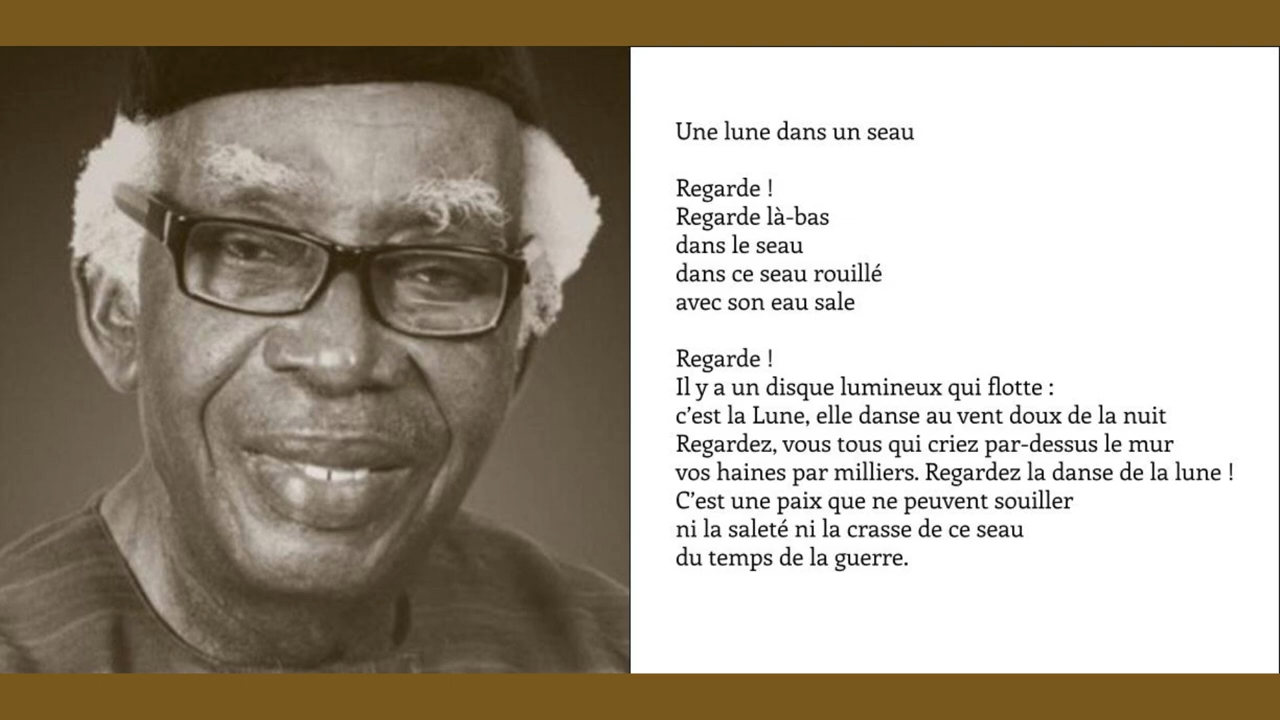 Une lune dans un seau
Regarde !
Regarde là-bas
dans le seau
dans ce seau rouillé
avec son eau sale
Regarde !
Il y a un disque lumineux qui flotte :
c’est la Lune, elle danse au vent doux de la nuit
Regardez, vous tous qui criez par-dessus le mur
vos haines par milliers. Regardez la danse de la lune !
C’est une paix que ne peuvent souiller
ni la saleté ni la crasse de ce seau
du temps de la guerre.